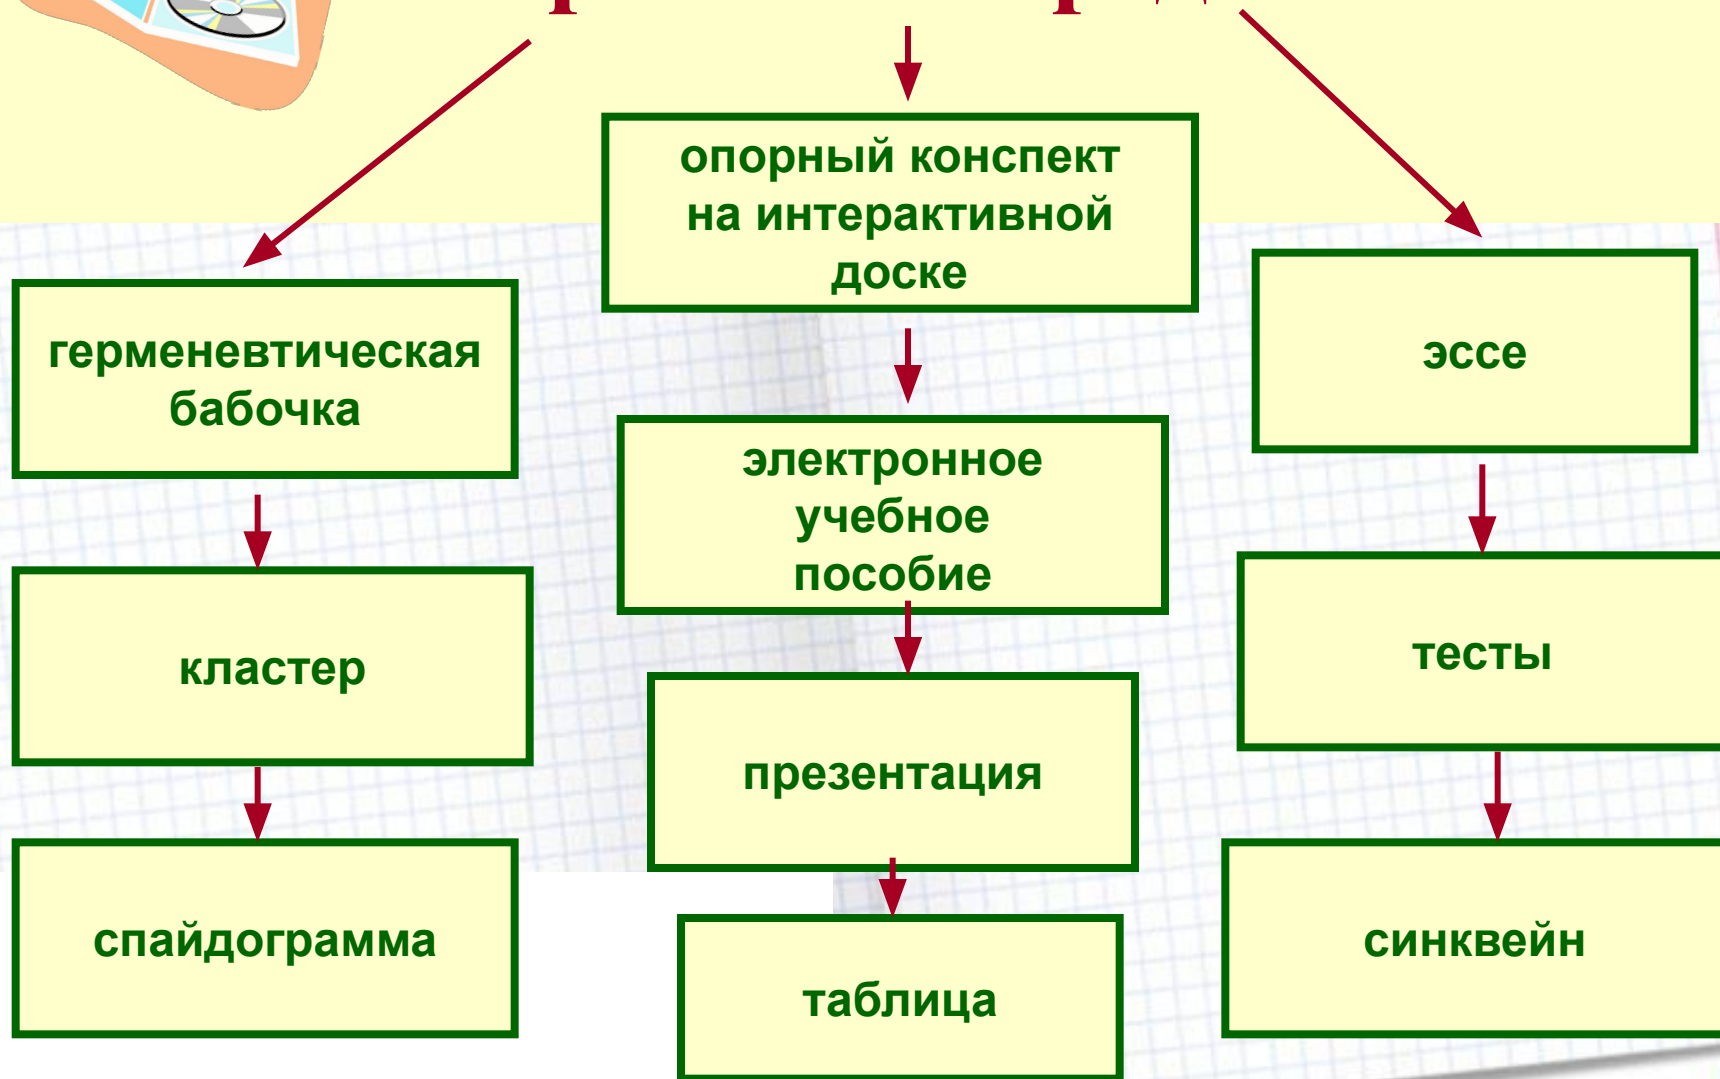 опорный конспект
на интерактивной
доске
герменевтическая
бабочка
эссе
электронное
учебное
пособие
кластер
тесты
презентация
спайдограмма
синквейн
таблица